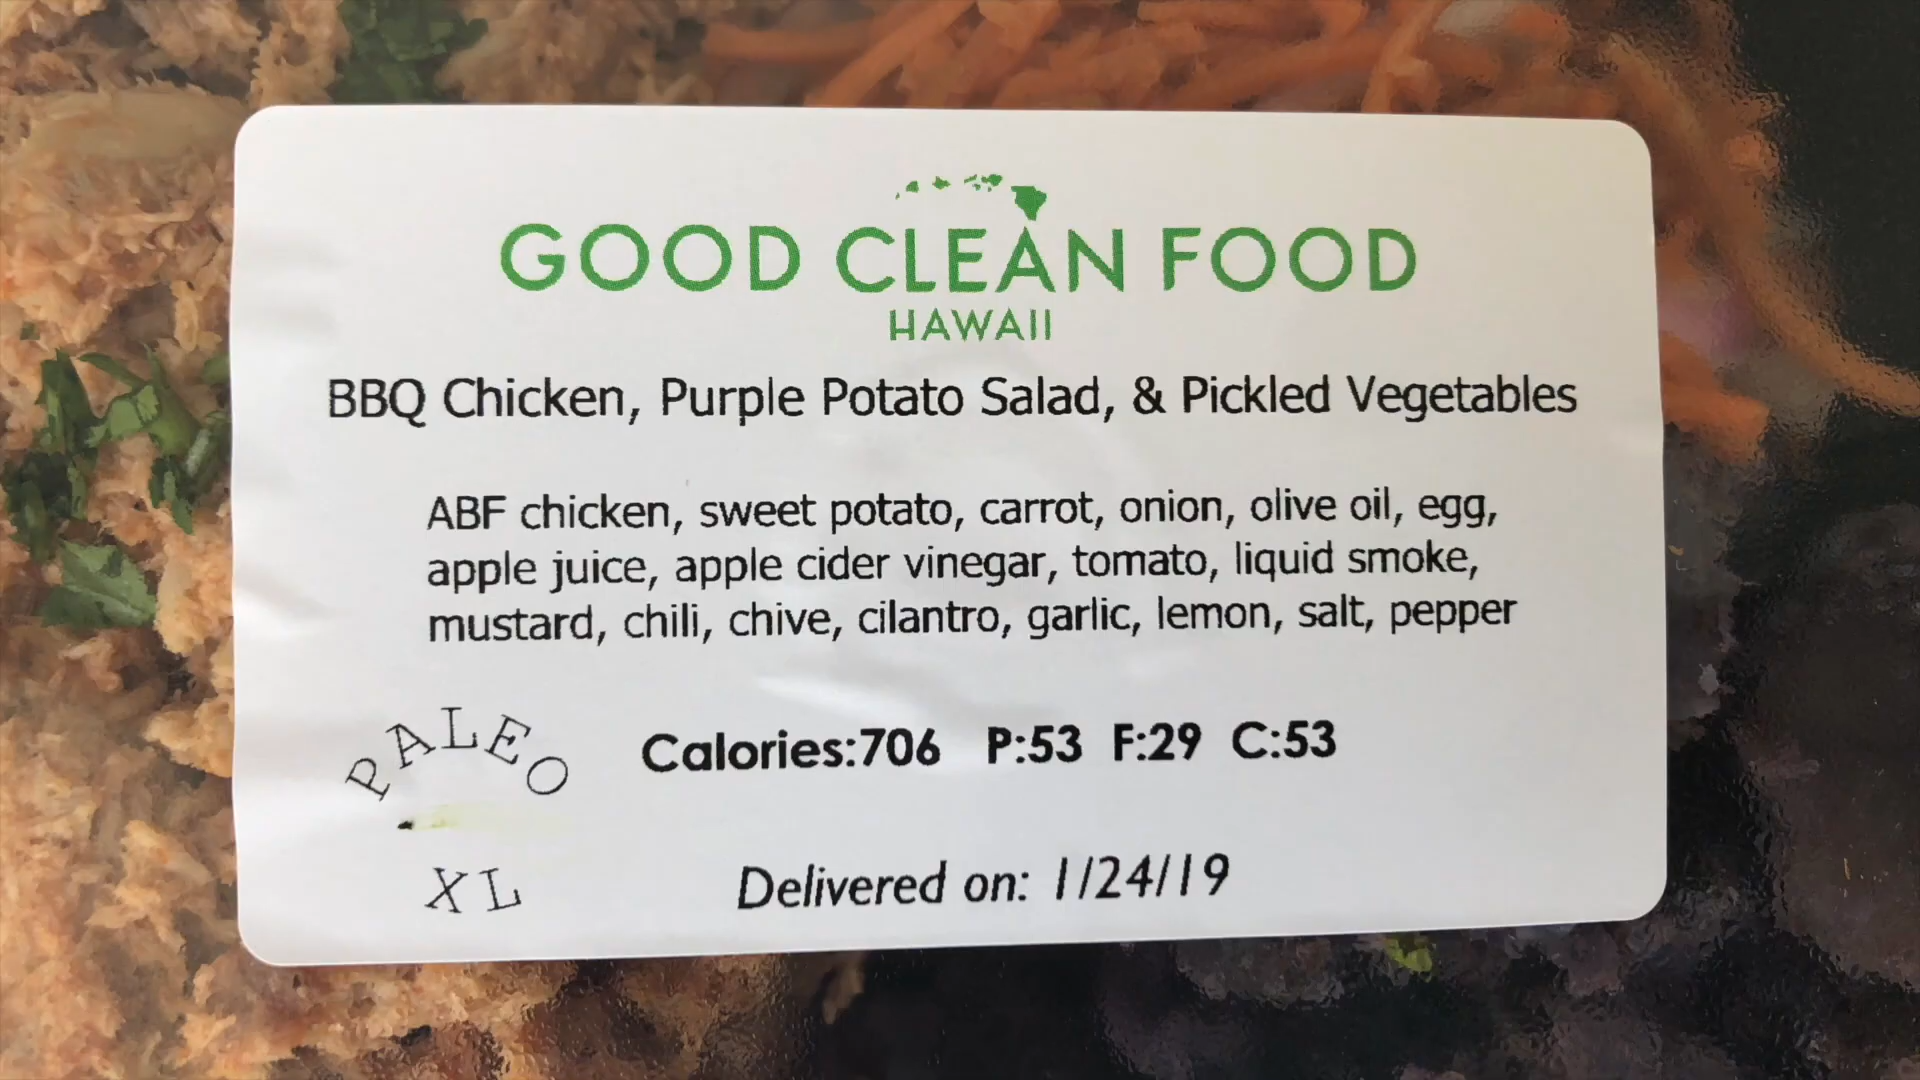 GOOD CLEAN FOOD
HAWAII
BBQ Chicken, Purple Potato Salad, & Pickled Vegetables
ABF chicken, sweet potato, carrot, onion, olive oil, egg,
apple juice, apple cider vinegar, tomato, liquid smoke,
mustard, chili, chive, cilantro, garlic, lemon, salt, pepper
PALEO
XL
Calories:706 P:53 F:29 C:53
Delivered on: 1/24/19